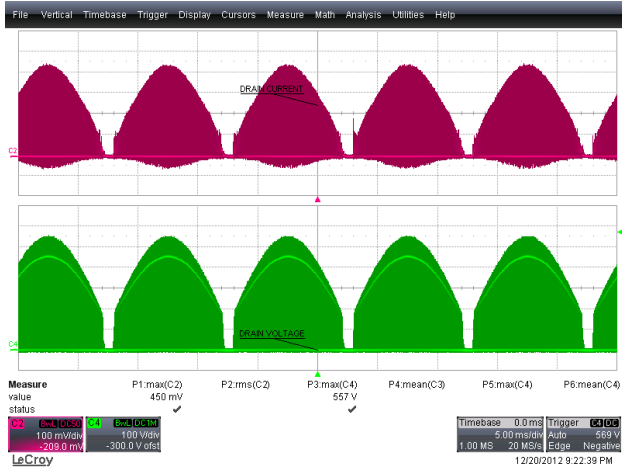 File Vertical Timebase Trigger Display Cursors Measure Math Analysis Utilities Help
DRAIN CURRENT
C2
DRAIN VOLTAGE
C4
Measure P1:max(C2) P2:rms(C2) P3:max(C4) P4:mean(C3) P5:max(C4) P6:mean(C4)
value 450 mV 557 V
status
C2 BwL DC50 C4 BwL DC1M Timebase 0.0 ms Trigger C4 DC
100 mV/div 100 V/div 5.00 ms/div Auto 569 V
-209.0 mV -300.0 V ofst 1.00 MS 20 MS/s Edge Negative
LeCroy 12/20/2012 9:22:39 PM